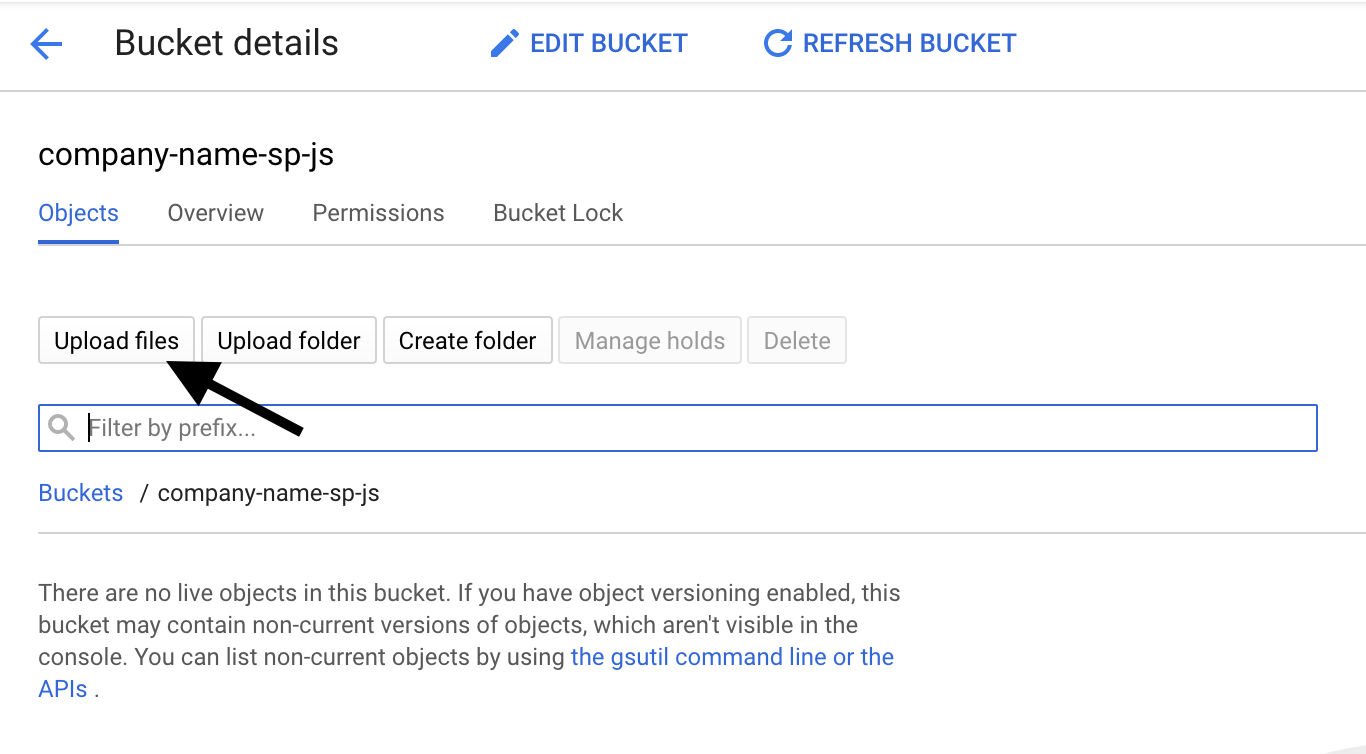 Bucket details EDIT BUCKET REFRESH BUCKET
company-name-sp-js
Objects Overview Permissions Bucket Lock
Upload files Upload folder Create folder Manage holds Delete
Filter by prefix...
Buckets / company-name-sp-js
There are no live objects in this bucket. If you have object versioning enabled, this
bucket may contain non-current versions of objects, which aren't visible in the
console. You can list non-current objects by using the gsutil command line or the
APIs .